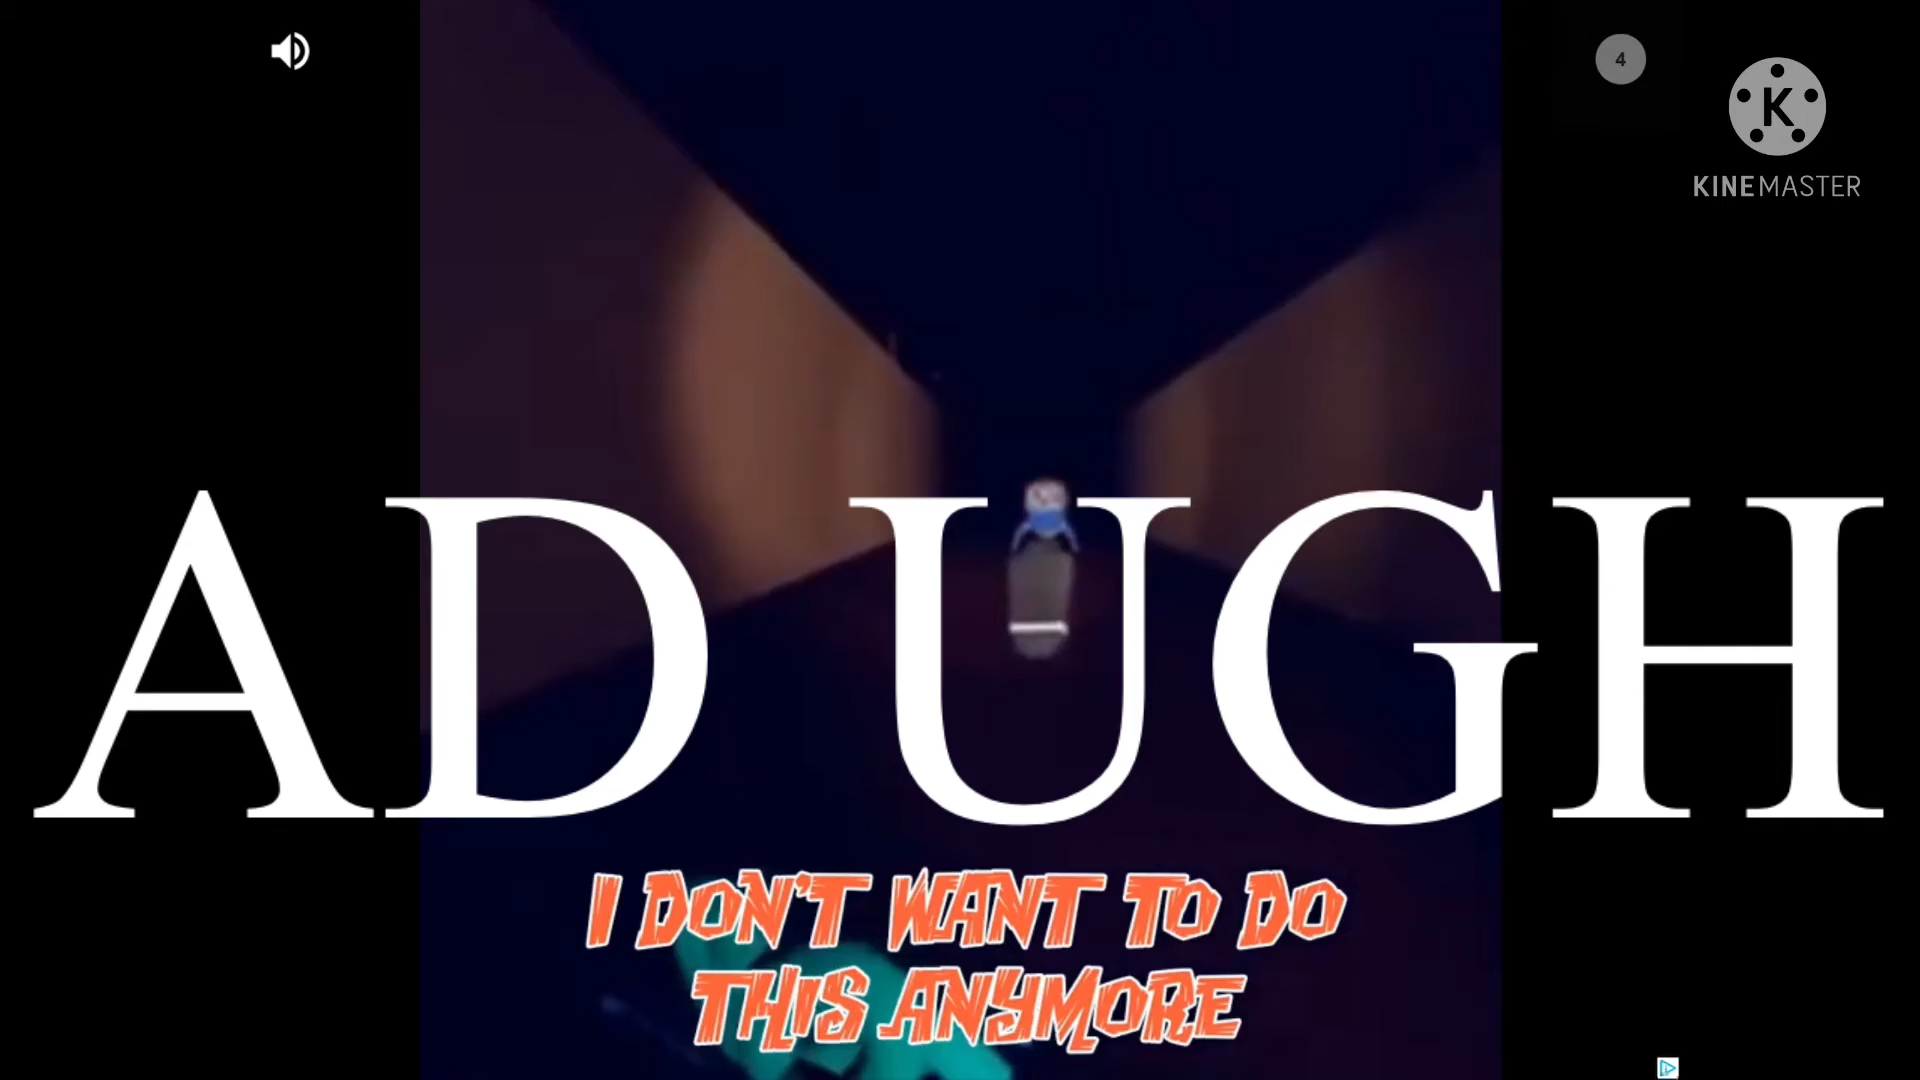 4
K
KINEMASTER
AD UGH
I DON'T WANT TO DO
THIS ANYMORE